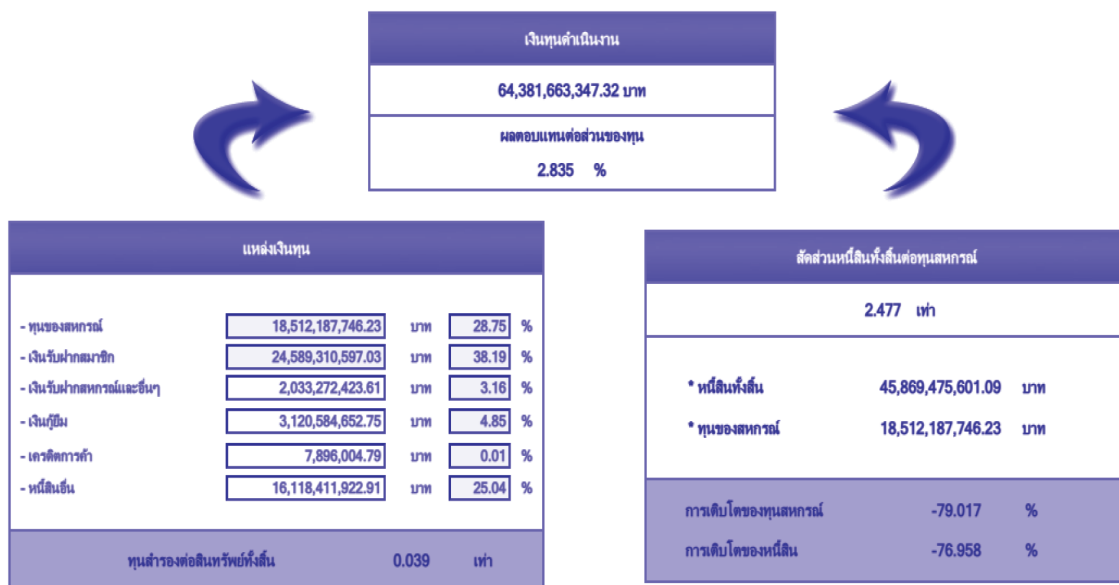 เงินทุนดำเนินงาน
64,381,663,347.32 บาท
ผลตอบแทนต่อส่วนของทุน
2.835 %
แหล่งเงินทุน
- ทุนของสหกรณ์ 18,512,187,746.23 บาท 28.75 %
- เงินรับฝากสมาชิก 24,589,310,597.03 บาท 38.19 %
- เงินรับฝากสหกรณ์และอื่นๆ 2,033,272,423.61 บาท 3.16 %
- เงินกู้ยืม 3,120,584,652.75 บาท 4.85 %
- เครดิตการค้า 7,896,004.79 บาท 0.01 %
- หนี้สินอื่น 16,118,411,922.91 บาท 25.04 %
ทุนสำรองต่อสินทรัพย์ทั้งสิ้น 0.039 เท่า
สัดส่วนหนี้สินทั้งสิ้นต่อทุนสหกรณ์
2.477 เท่า
* หนี้สินทั้งสิ้น 45,869,475,601.09 บาท
* ทุนของสหกรณ์ 18,512,187,746.23 บาท
การเติบโตของทุนสหกรณ์ -79.017 %
การเติบโตของหนี้สิน -76.958 %